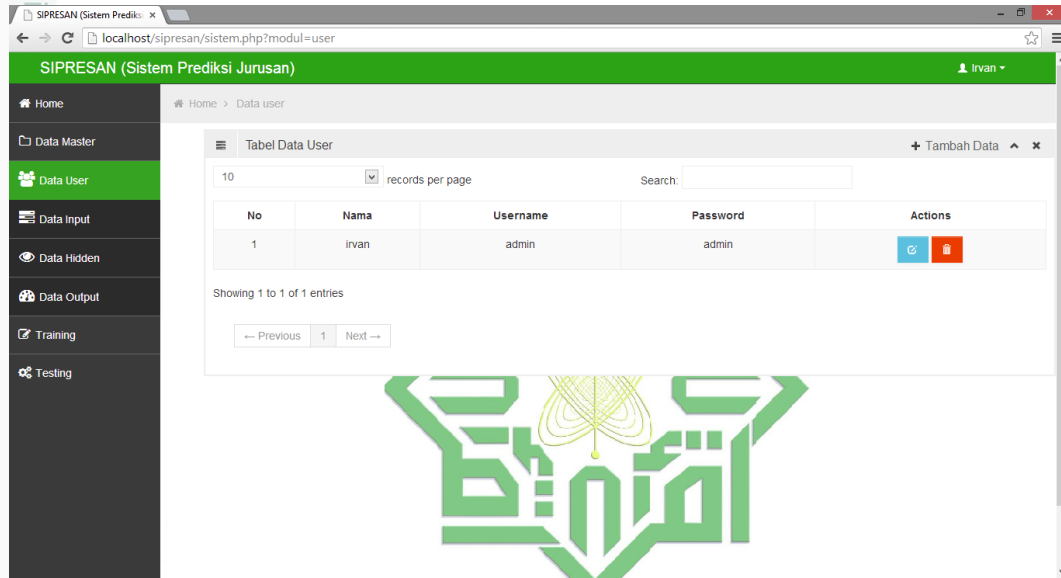 SIPRESAN (Sistem Prediks
localhost/sipresan/sistem.php?modul=user
SIPRESAN (Sistem Prediksi Jurusan)
Irvan
Home
Data Master
Data User
Data Input
Data Hidden
Data Output
Training
Testing
Home > Data user
Tabel Data User
+ Tambah Data
10 records per page
Search:
No Nama Username Password Actions
1 irvan admin admin
Showing 1 to 1 of 1 entries
← Previous 1 Next →